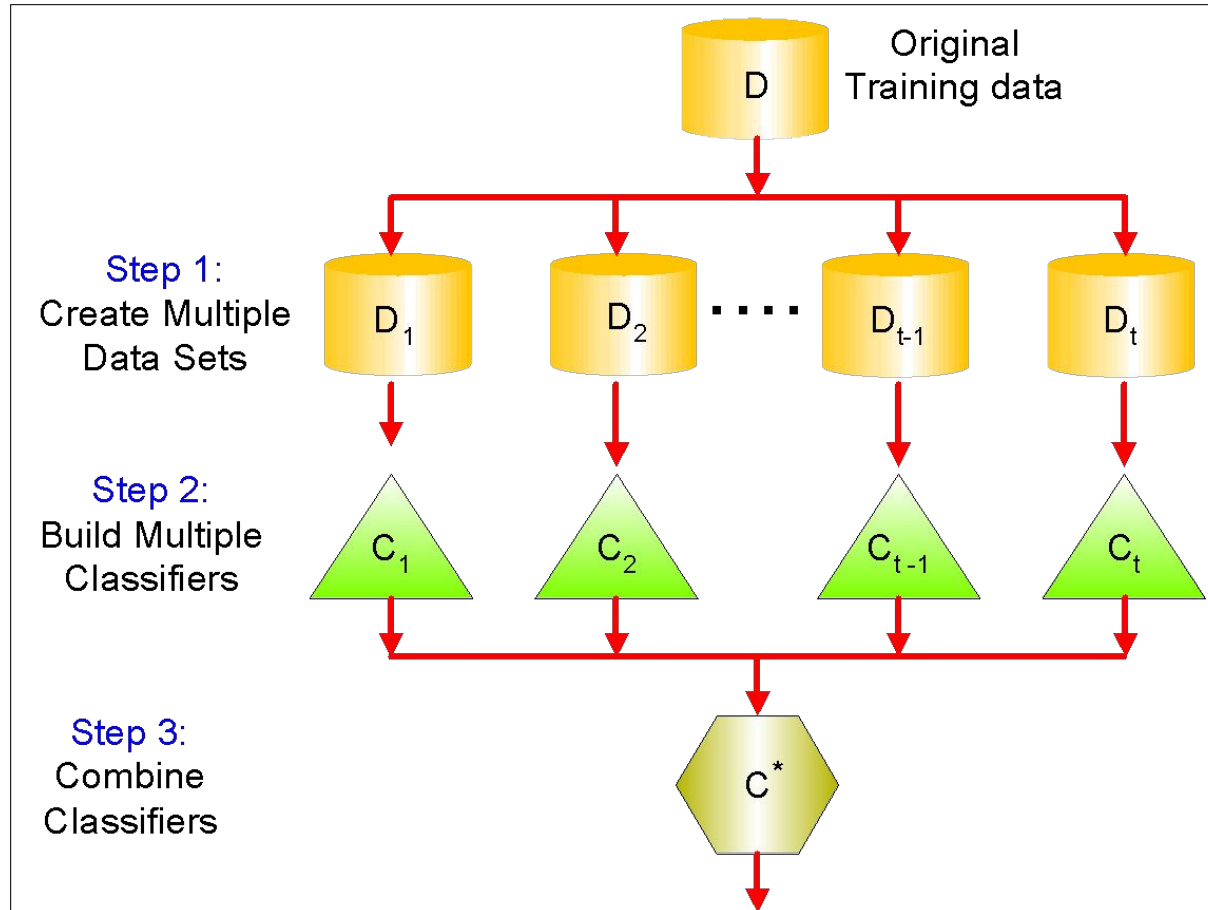 Original
Training data
D
Step 1:
Create Multiple
Data Sets
D₁
D₂
....
Dₜ₋₁
Dₜ
Step 2:
Build Multiple
Classifiers
C₁
C₂
Cₜ₋₁
Cₜ
Step 3:
Combine
Classifiers
C*